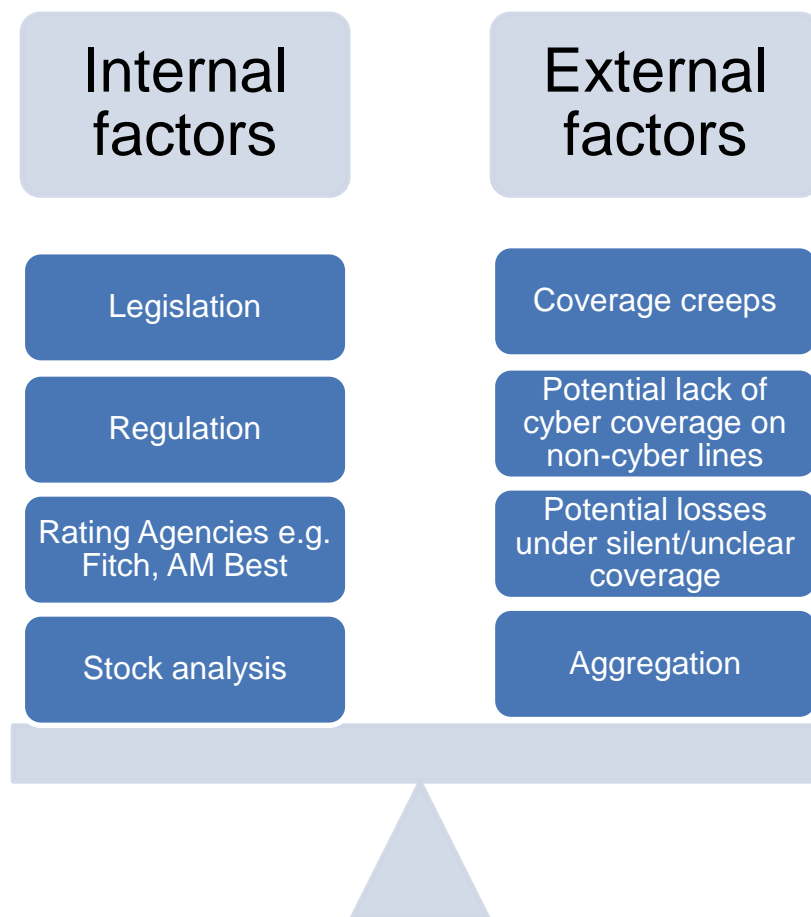 Internal
factors
Legislation
Regulation
Rating Agencies e.g.
Fitch, AM Best
Stock analysis
External
factors
Coverage creeps
Potential lack of
cyber coverage on
non-cyber lines
Potential losses
under silent/unclear
coverage
Aggregation